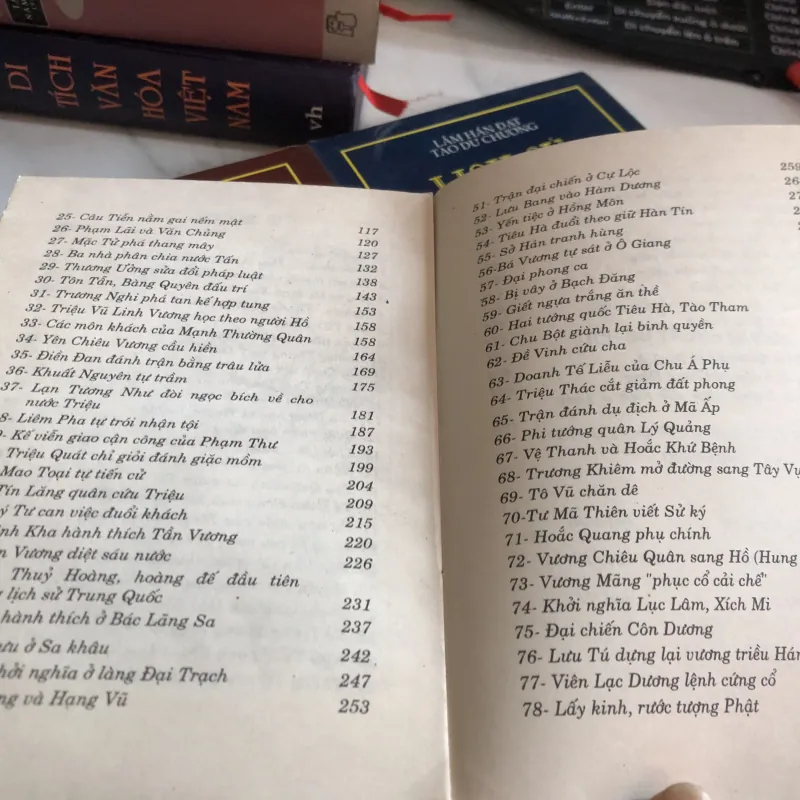 DI
TÍCH
VĂN
HÓA
VIỆT
NAM
vh
LÂM HÁN ĐẠT
TÀO DƯ CHƯƠNG
25- Câu Tiễn nằm gai nếm mật 117
26- Phạm Lãi và Văn Chủng 120
27- Mặc Tử phá thang mây 127
28- Ba nhà phân chia nước Tấn 132
29- Thương Ưởng sửa đổi pháp luật 138
30- Tôn Tẫn, Bàng Quyên đấu trí 143
31- Trương Nghi phá tan kế hợp tung 153
32- Triệu Vũ Linh Vương học theo người Hồ 158
33- Các môn khách của Mạnh Thường Quân 158
34- Yên Chiêu Vương cầu hiền 164
35- Điền Đan đánh trận bằng trâu lửa 169
36- Khuất Nguyên tự trầm 175
37- Lạn Tương Như đòi ngọc bích về cho
nước Triệu 181
8- Liêm Pha tự trói nhận tội 187
9- Kế viễn giao cận công của Phạm Thư 193
Triệu Quát chỉ giỏi đánh giặc mồm 199
Mao Toại tự tiến cử 204
Tín Lăng quân cứu Triệu 209
ý Tư can việc đuổi khách 215
inh Kha hành thích Tần Vương 220
n Vương diệt sáu nước 226
Thuỷ Hoàng, hoàng đế đầu tiên
lịch sử Trung Quốc 231
hành thích ở Bác Lãng Sa 237
ưu ở Sa khâu 242
hởi nghĩa ở làng Đại Trạch 247
ng và Hạng Vũ 253
51- Trận đại chiến ở Cự Lộc 259
52- Lưu Bang vào Hàm Dương 26
53- Yến tiệc ở Hồng Môn
54- Tiêu Hà đuổi theo giữ Hàn Tín
55- Sở Hán tranh hùng
56- Bá Vương tự sát ở Ô Giang
57- Đại phong ca
58- Bị vây ở Bạch Đăng
59- Giết ngựa trắng ăn thề
60- Hai tướng quốc Tiêu Hà, Tào Tham
61- Chu Bột giành lại binh quyền
62- Đề Vinh cứu cha
63- Doanh Tế Liễu của Chu Á Phụ
64- Triệu Thác cắt giảm đất phong
65- Trận đánh dụ địch ở Mã Ấp
66- Phi tướng quân Lý Quảng
67- Vệ Thanh và Hoắc Khứ Bệnh
68- Trương Khiêm mở đường sang Tây Vự
69- Tô Vũ chăn dê
70-Tư Mã Thiên viết Sử ký
71- Hoắc Quang phụ chính
72- Vương Chiêu Quân sang Hồ (Hung
73- Vương Mãng "phục cổ cải chế"
74- Khởi nghĩa Lục Lâm, Xích Mi
75- Đại chiến Côn Dương
76- Lưu Tú dựng lại vương triều Hán
77- Viên Lạc Dương lệnh cứng cổ
78- Lấy kinh, rước tượng Phật